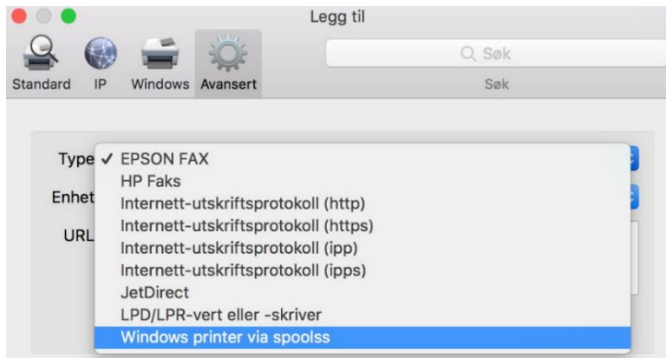 Legg til
Søk
Standard IP Windows Avansert Søk
Type ✓ EPSON FAX
HP Faks
Enhet Internett-utskriftsprotokoll (http)
Internett-utskriftsprotokoll (https)
URL Internett-utskriftsprotokoll (ipp)
Internett-utskriftsprotokoll (ipps)
JetDirect
LPD/LPR-vert eller -skriver
Windows printer via spoolss